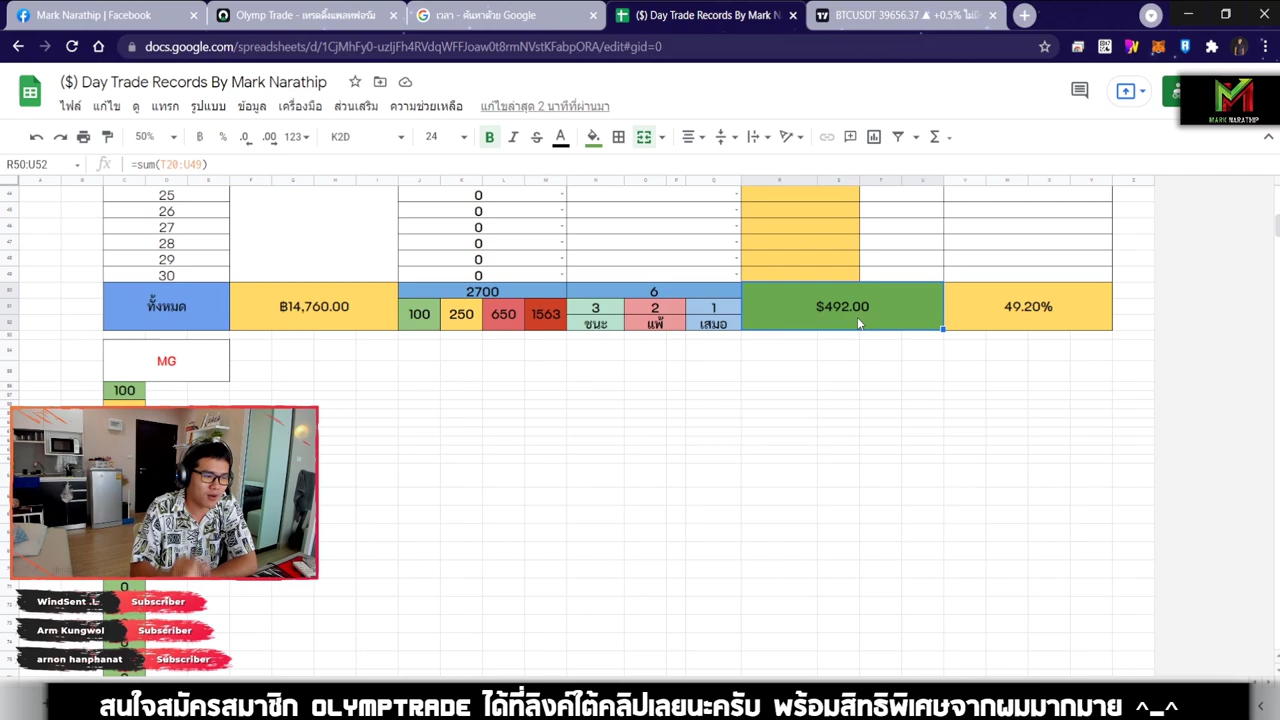 Mark Narathip | Facebook
Olymp Trade - เทรดดิ้งแพลทฟอร์ม
เวลา - ค้นหาด้วย Google
($) Day Trade Records By Mark N
BTCUSDT 39656.37 ▲ +0.5% ไม่มี
docs.google.com/spreadsheets/d/1CjMhFy0-uzIjFh4RVdqWFFJoaw0t8rmNVstKFabpORA/edit#gid=0
($) Day Trade Records By Mark Narathip
ไฟล์ แก้ไข ดู แทรก รูปแบบ ข้อมูล เครื่องมือ ส่วนเสริม ความช่วยเหลือ แก้ไขล่าสุด 2 นาทีที่ผ่านมา
MARK NARATHIP
50% ฿ % .0 .00 123 K2D 24 B I S A
R50:U52 fx =sum(T20:U49)
25 0
26 0
27 0
28 0
29 0
30 0
ทั้งหมด ฿14,760.00 2700 6 $492.00 49.20%
100 250 650 1563 3 2 1
ชนะ แพ้ เสมอ
MG
100
0
WindSent .L Subscriber
Arm Kungwol Subscriber
arnon hanphanat Subscriber
สนใจสมัครสมาชิก OLYMPTRADE ได้ที่ลิงค์ใต้คลิปเลยนะครับ พร้อมสิทธิพิเศษจากผมมากมาย ^_^